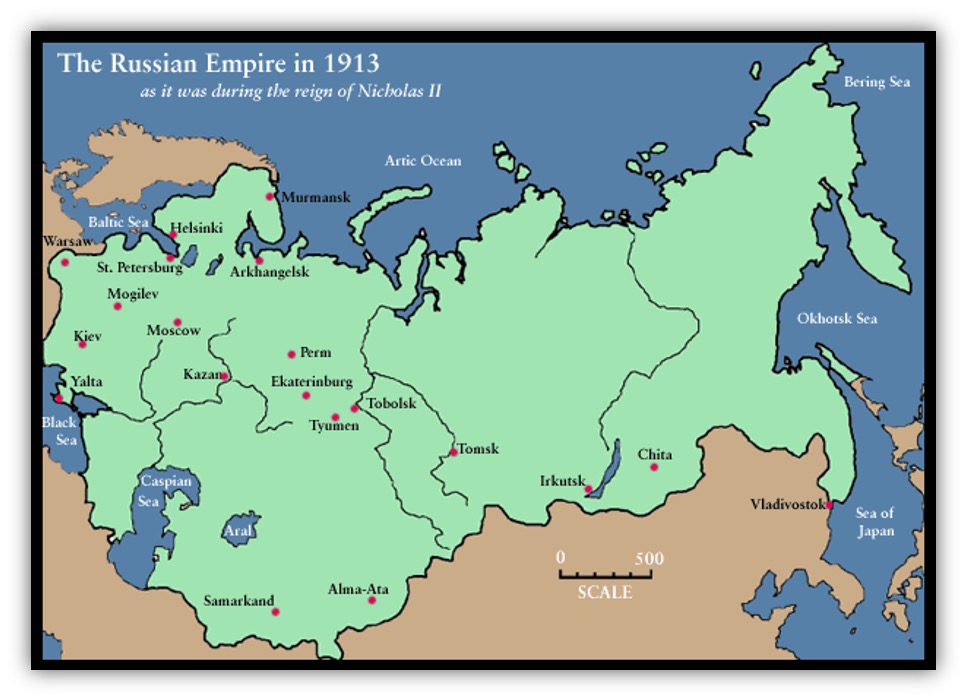 The Russian Empire in 1913
as it was during the reign of Nicholas II
Bering Sea
Artic Ocean
Murmansk
Baltic Sea
Helsinki
Warsaw
St. Petersburg
Arkhangelsk
Mogilev
Okhotsk Sea
Moscow
Kiev
Perm
Kazan
Ekaterinburg
Yalta
Tobolsk
Tyumen
Black
Sea
Tomsk
Chita
Irkutsk
Caspian
Sea
Vladivostok
Sea of
Japan
Aral
0 500
SCALE
Alma-Ata
Samarkand